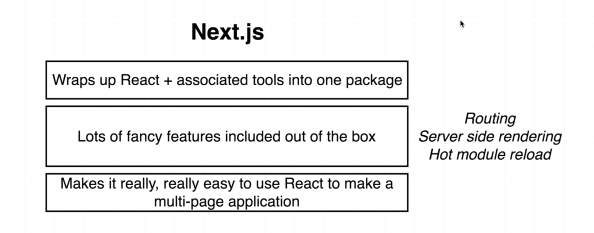 Next.js
Wraps up React + associated tools into one package
Lots of fancy features included out of the box
Routing
Server side rendering
Hot module reload
Makes it really, really easy to use React to make a
multi-page application